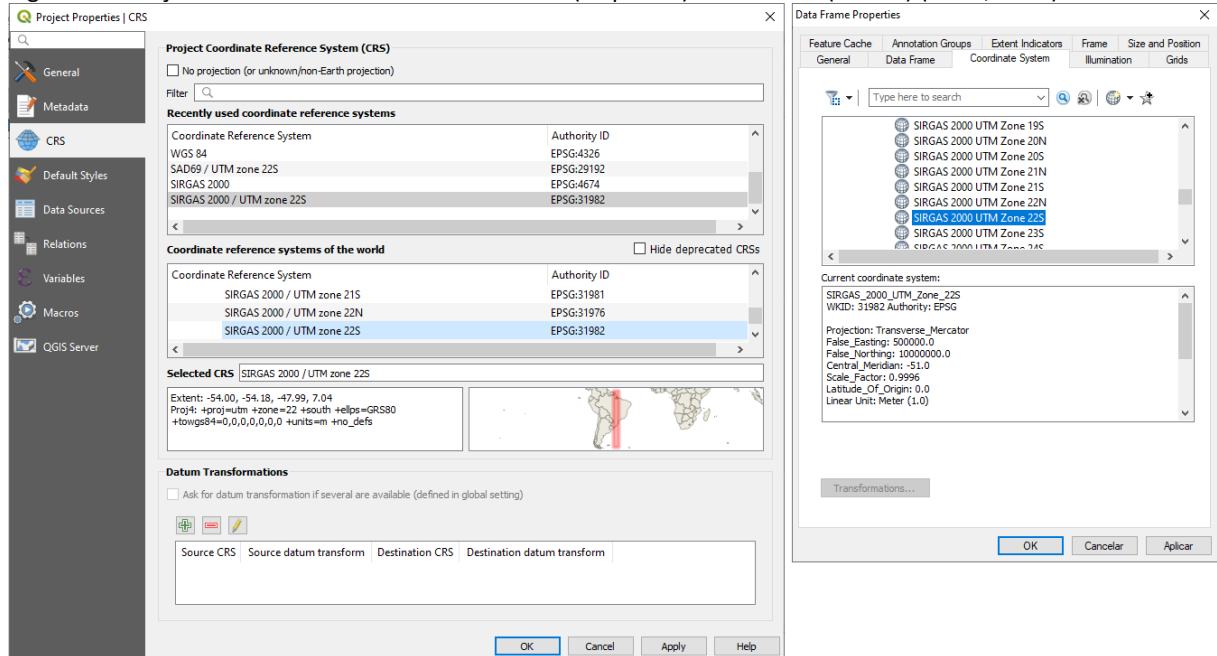 Project Properties | CRS
General
Metadata
CRS
Default Styles
Data Sources
Relations
Variables
Macros
QGIS Server
Project Coordinate Reference System (CRS)
No projection (or unknown/non-Earth projection)
Filter
Recently used coordinate reference systems
Coordinate Reference System Authority ID
WGS 84 EPSG:4326
SAD69 / UTM zone 22S EPSG:29192
SIRGAS 2000 EPSG:4674
SIRGAS 2000 / UTM zone 22S EPSG:31982
Coordinate reference systems of the world Hide deprecated CRSs
Coordinate Reference System Authority ID
SIRGAS 2000 / UTM zone 21S EPSG:31981
SIRGAS 2000 / UTM zone 22N EPSG:31976
SIRGAS 2000 / UTM zone 22S EPSG:31982
Selected CRS SIRGAS 2000 / UTM zone 22S
Extent: -54.00, -54.18, -47.99, 7.04
Proj4: +proj=utm +zone=22 +south +ellps=GRS80
+towgs84=0,0,0,0,0,0,0 +units=m +no_defs
Datum Transformations
Ask for datum transformation if several are available (defined in global setting)
Source CRS Source datum transform Destination CRS Destination datum transform
OK Cancel Apply Help
Data Frame Properties
Feature Cache Annotation Groups Extent Indicators Frame Size and Position
General Data Frame Coordinate System Illumination Grids
Type here to search
SIRGAS 2000 UTM Zone 19S
SIRGAS 2000 UTM Zone 20N
SIRGAS 2000 UTM Zone 20S
SIRGAS 2000 UTM Zone 21N
SIRGAS 2000 UTM Zone 21S
SIRGAS 2000 UTM Zone 22N
SIRGAS 2000 UTM Zone 22S
SIRGAS 2000 UTM Zone 23S
SIRGAS 2000 UTM Zone 24S
Current coordinate system:
SIRGAS_2000_UTM_Zone_22S
WKID: 31982 Authority: EPSG
Projection: Transverse_Mercator
False_Easting: 500000.0
False_Northing: 10000000.0
Central_Meridian: -51.0
Scale_Factor: 0.9996
Latitude_Of_Origin: 0.0
Linear Unit: Meter (1.0)
Transformations...
OK Cancelar Aplicar